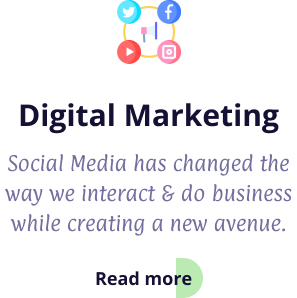 Digital Marketing
Social Media has changed the
way we interact & do business
while creating a new avenue.
Read more